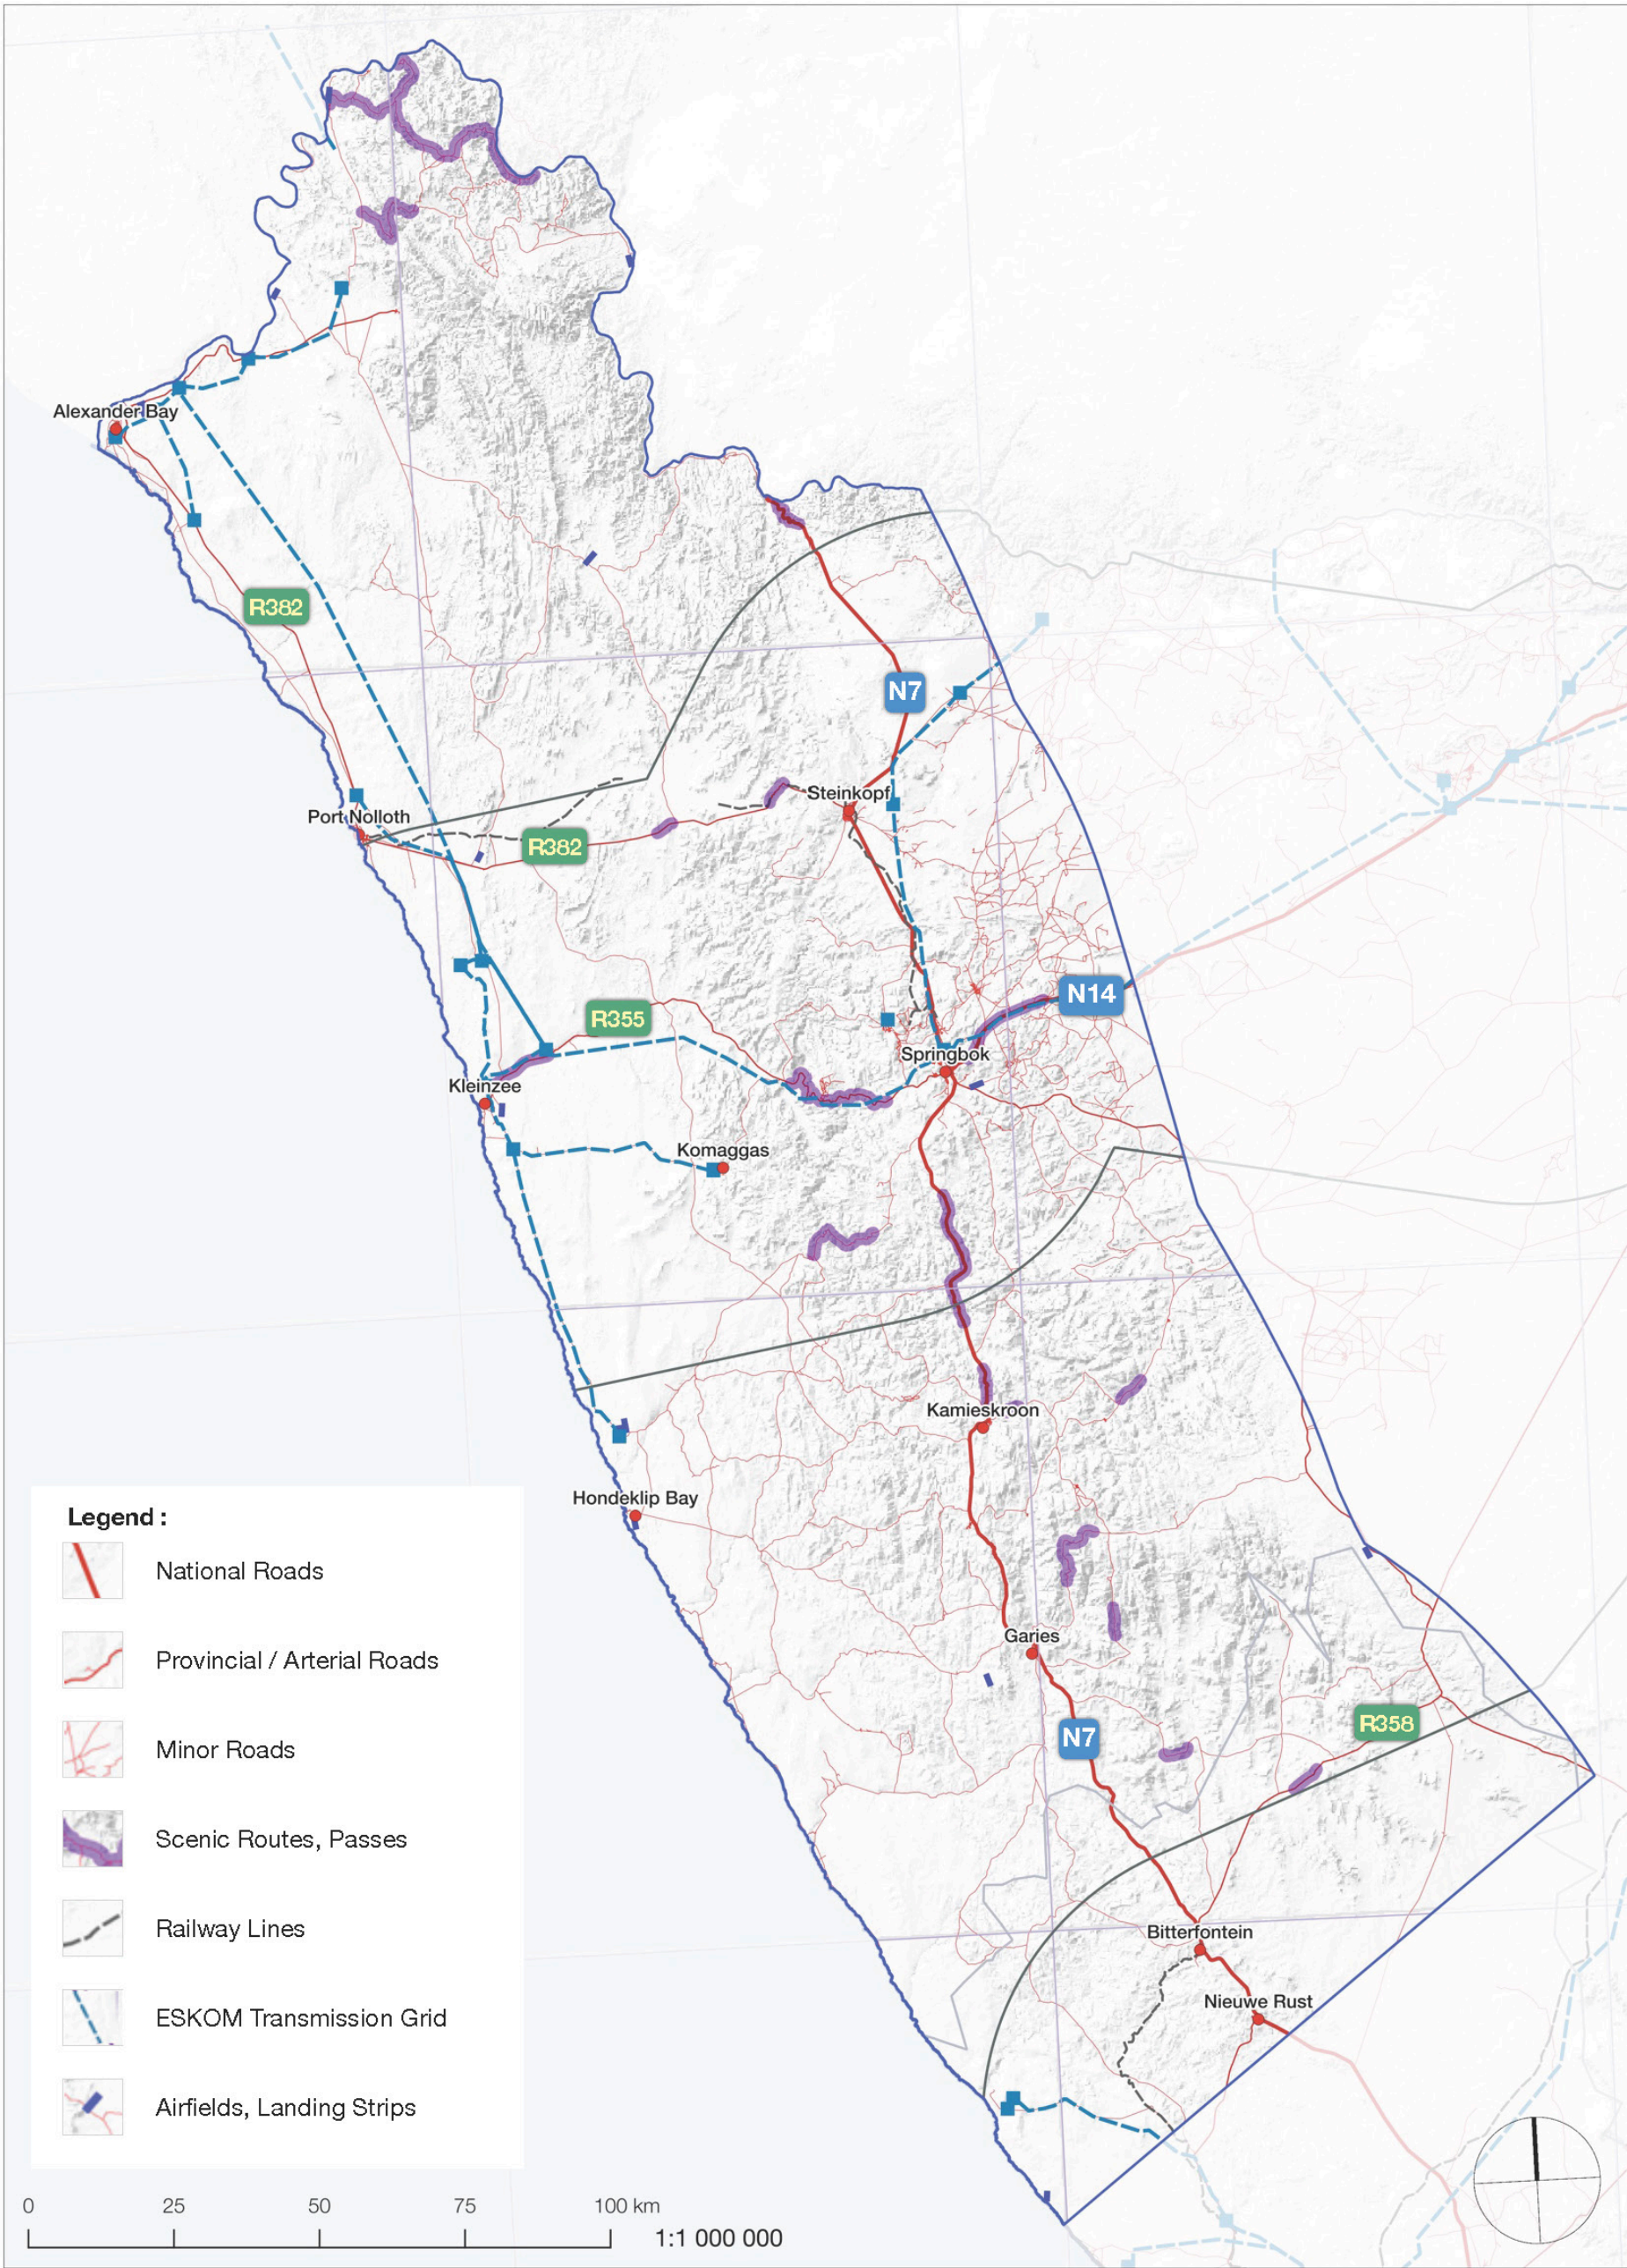 Alexander Bay
R382
N7
Steinkopf
Port Nolloth
R382
N14
R355
Springbok
Kleinzee
Komaggas
Kamieskroon
Hondeklip Bay
Garies
R358
N7
Bitterfontein
Nieuwe Rust
Legend :
National Roads
Provincial / Arterial Roads
Minor Roads
Scenic Routes, Passes
Railway Lines
ESKOM Transmission Grid
Airfields, Landing Strips
0 25 50 75 100 km
1:1 000 000